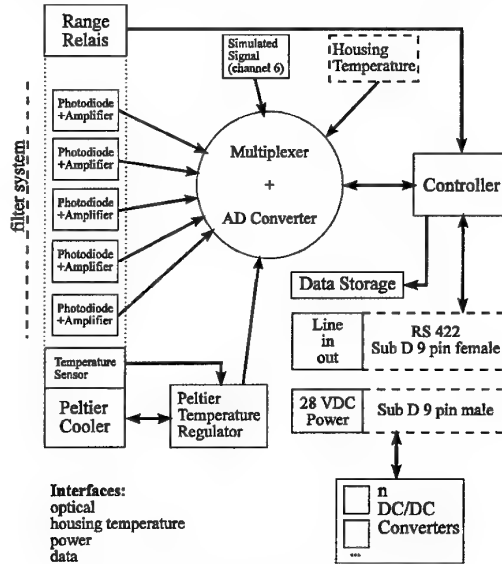 Range
Relais
Simulated
Signal
(channel 6)
Housing
Temperature
filter system
Photodiode
+Amplifier
Photodiode
+Amplifier
Photodiode
+Amplifier
Photodiode
+Amplifier
Photodiode
+Amplifier
Multiplexer
+
AD Converter
Controller
Data Storage
Line
in
out
RS 422
Sub D 9 pin female
Temperature
Sensor
Peltier
Cooler
Peltier
Temperature
Regulator
28 VDC
Power
Sub D 9 pin male
n
DC/DC
Converters
...
Interfaces:
optical
housing temperature
power
data